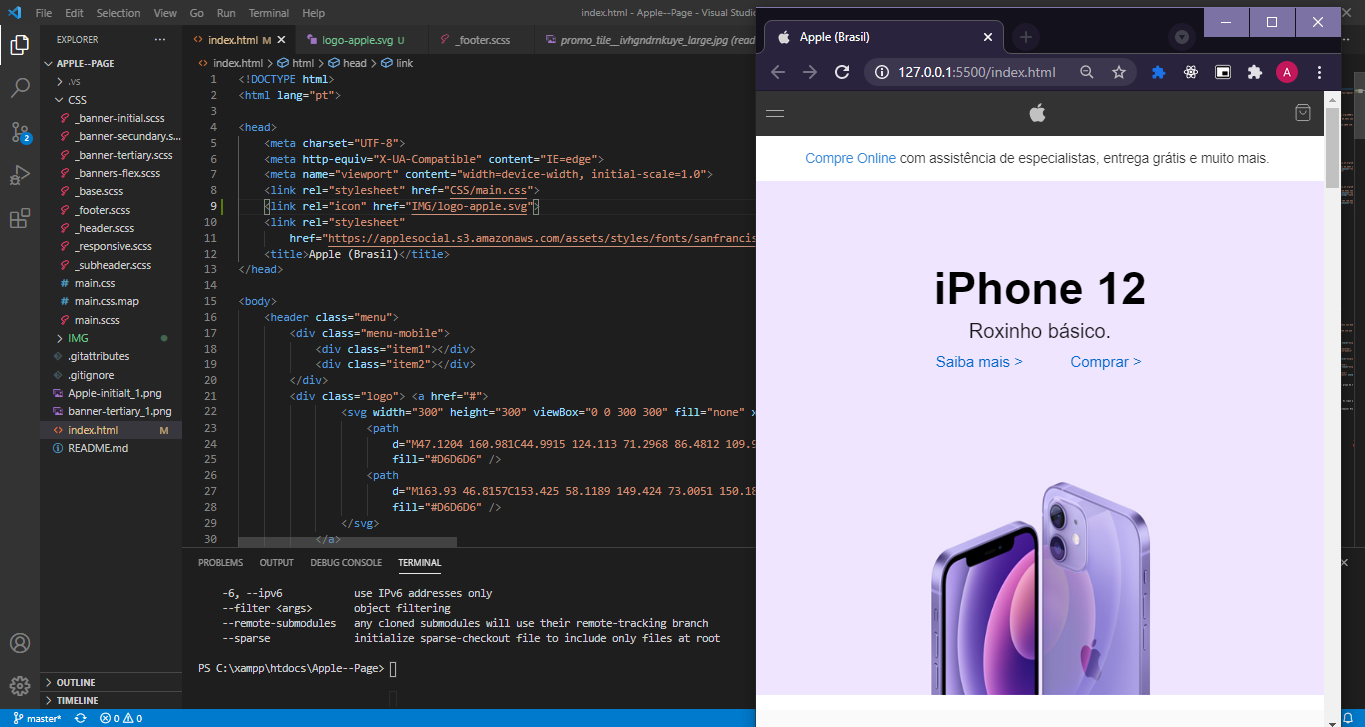 File Edit Selection View Go Run Terminal Help
index.html - Apple--Page - Visual Studio
EXPLORER
APPLE--PAGE
.vs
CSS
_banner-initial.scss
_banner-secundary.s...
_banner-tertiary.scss
_banners-flex.scss
_base.scss
_footer.scss
_header.scss
_responsive.scss
_subheader.scss
main.css
main.css.map
main.scss
IMG
.gitattributes
.gitignore
Apple-initialt_1.png
banner-tertiary_1.png
index.html M
README.md
OUTLINE
TIMELINE
index.html M
logo-apple.svg U
_footer.scss
promo_tile__ivhgndrnkuye_large.jpg (read
index.html > html > head > link
1 <!DOCTYPE html>
2 <html lang="pt">
3
4 <head>
5 <meta charset="UTF-8">
6 <meta http-equiv="X-UA-Compatible" content="IE=edge">
7 <meta name="viewport" content="width=device-width, initial-scale=1.0">
8 <link rel="stylesheet" href="CSS/main.css">
9 <link rel="icon" href="IMG/logo-apple.svg">
10 <link rel="stylesheet"
11 href="https://applesocial.s3.amazonaws.com/assets/styles/fonts/sanfrancis
12 <title>Apple (Brasil)</title>
13 </head>
14
15 <body>
16 <header class="menu">
17 <div class="menu-mobile">
18 <div class="item1"></div>
19 <div class="item2"></div>
20 </div>
21 <div class="logo"> <a href="#">
22 <svg width="300" height="300" viewBox="0 0 300 300" fill="none" x
23 <path
24 d="M47.1204 160.981C44.9915 124.113 71.2968 86.4812 109.9
25 fill="#D6D6D6" />
26 <path
27 d="M163.93 46.8157C153.425 58.1189 149.424 73.0051 150.18
28 fill="#D6D6D6" />
29 </svg>
30 </a>
PROBLEMS OUTPUT DEBUG CONSOLE TERMINAL
-6, --ipv6 use IPv6 addresses only
--filter <args> object filtering
--remote-submodules any cloned submodules will use their remote-tracking branch
--sparse initialize sparse-checkout file to include only files at root
PS C:\xampp\htdocs\Apple--Page>
2
master* 0 0
Apple (Brasil)
127.0.0.1:5500/index.html
A
Compre Online com assistência de especialistas, entrega grátis e muito mais.
iPhone 12
Roxinho básico.
Saiba mais > Comprar >